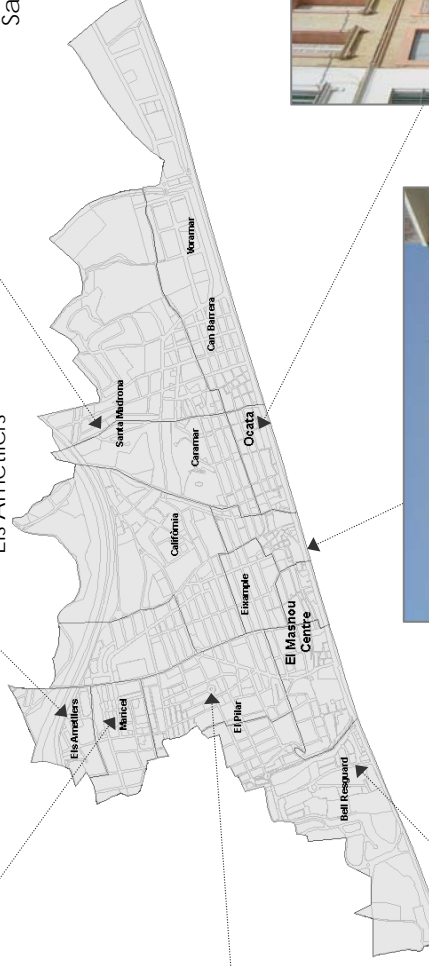 Sa
Els Ametllers
Voramar
Can Barrera
Santa Madrona
Caramar
Ocata
Califòrnia
Eixample
El Masnou
Centre
Els Ametllers
Maricel
El Pilar
Bell Resguard